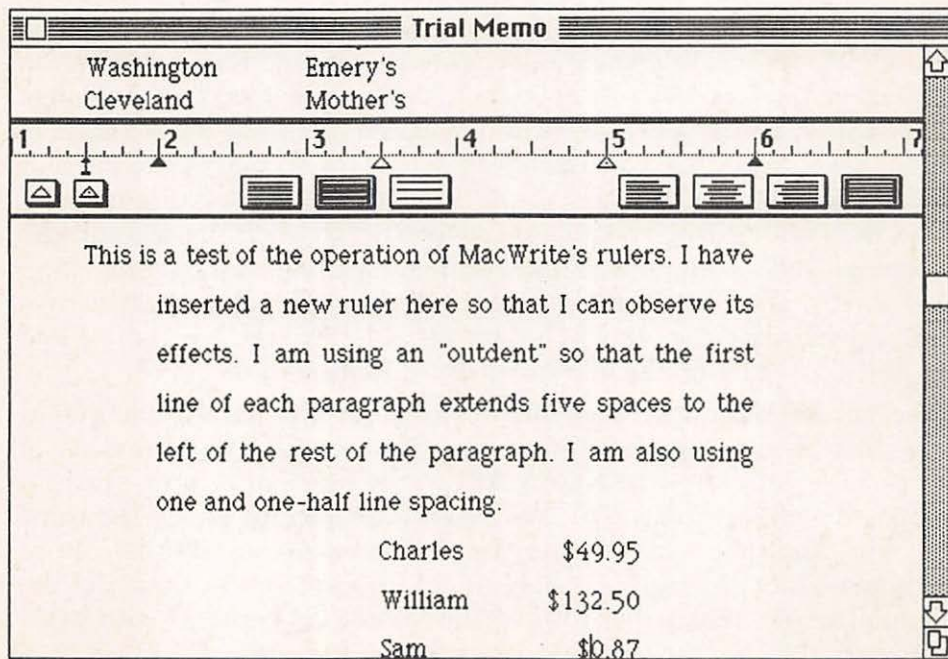 Trial Memo
Washington Emery's
Cleveland Mother's
1 2 3 4 5 6 7
This is a test of the operation of MacWrite's rulers. I have
inserted a new ruler here so that I can observe its
effects. I am using an "outdent" so that the first
line of each paragraph extends five spaces to the
left of the rest of the paragraph. I am also using
one and one-half line spacing.
Charles $49.95
William $132.50
Sam $0.87